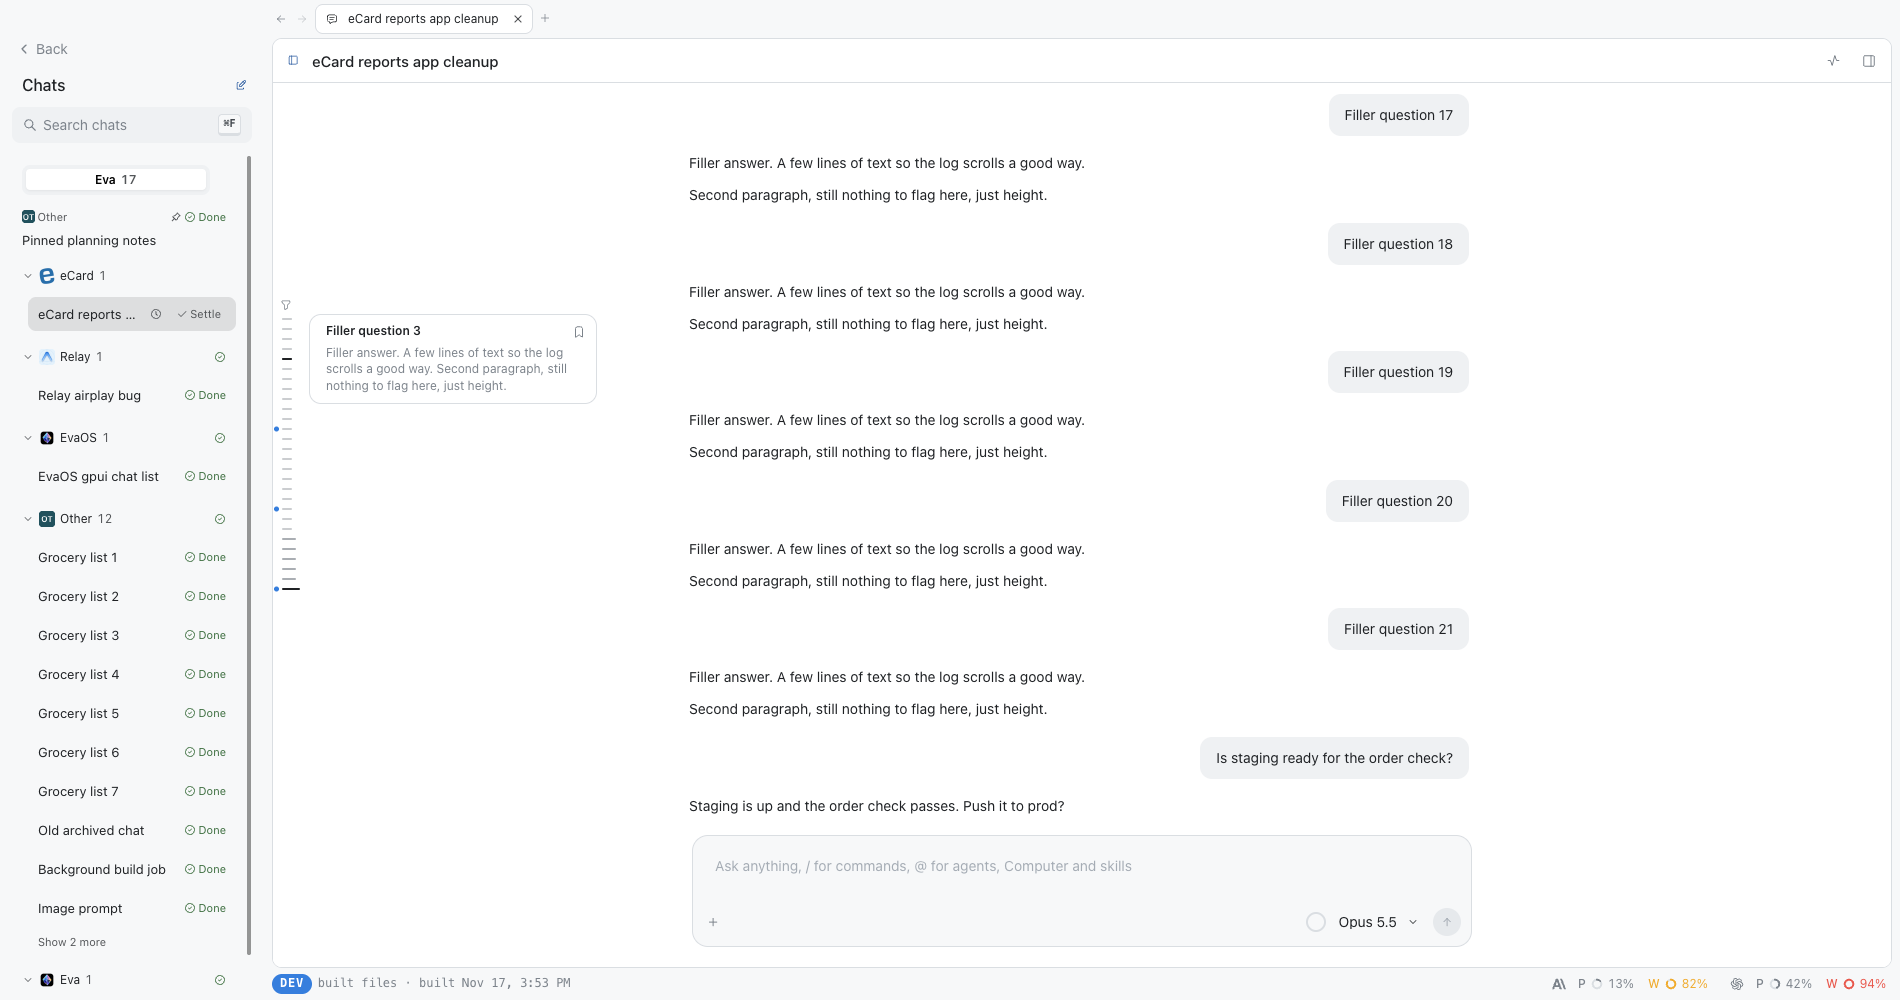 eCard reports app cleanup
Back
Chats
Search chats
⌘F
Eva 17
OT Other
Done
Pinned planning notes
eCard 1
eCard reports ...
Settle
Relay 1
Relay airplay bug
Done
EvaOS 1
EvaOS gpui chat list
Done
OT Other 12
Grocery list 1
Done
Grocery list 2
Done
Grocery list 3
Done
Grocery list 4
Done
Grocery list 5
Done
Grocery list 6
Done
Grocery list 7
Done
Old archived chat
Done
Background build job
Done
Image prompt
Done
Show 2 more
Eva 1
eCard reports app cleanup
Filler question 3
Filler answer. A few lines of text so the log
scrolls a good way. Second paragraph, still
nothing to flag here, just height.
Filler question 17
Filler answer. A few lines of text so the log scrolls a good way.
Second paragraph, still nothing to flag here, just height.
Filler question 18
Filler answer. A few lines of text so the log scrolls a good way.
Second paragraph, still nothing to flag here, just height.
Filler question 19
Filler answer. A few lines of text so the log scrolls a good way.
Second paragraph, still nothing to flag here, just height.
Filler question 20
Filler answer. A few lines of text so the log scrolls a good way.
Second paragraph, still nothing to flag here, just height.
Filler question 21
Filler answer. A few lines of text so the log scrolls a good way.
Second paragraph, still nothing to flag here, just height.
Is staging ready for the order check?
Staging is up and the order check passes. Push it to prod?
Ask anything, / for commands, @ for agents, Computer and skills
Opus 5.5
DEV built files · built Nov 17, 3:53 PM
P 13% W 82% P 42% W 94%